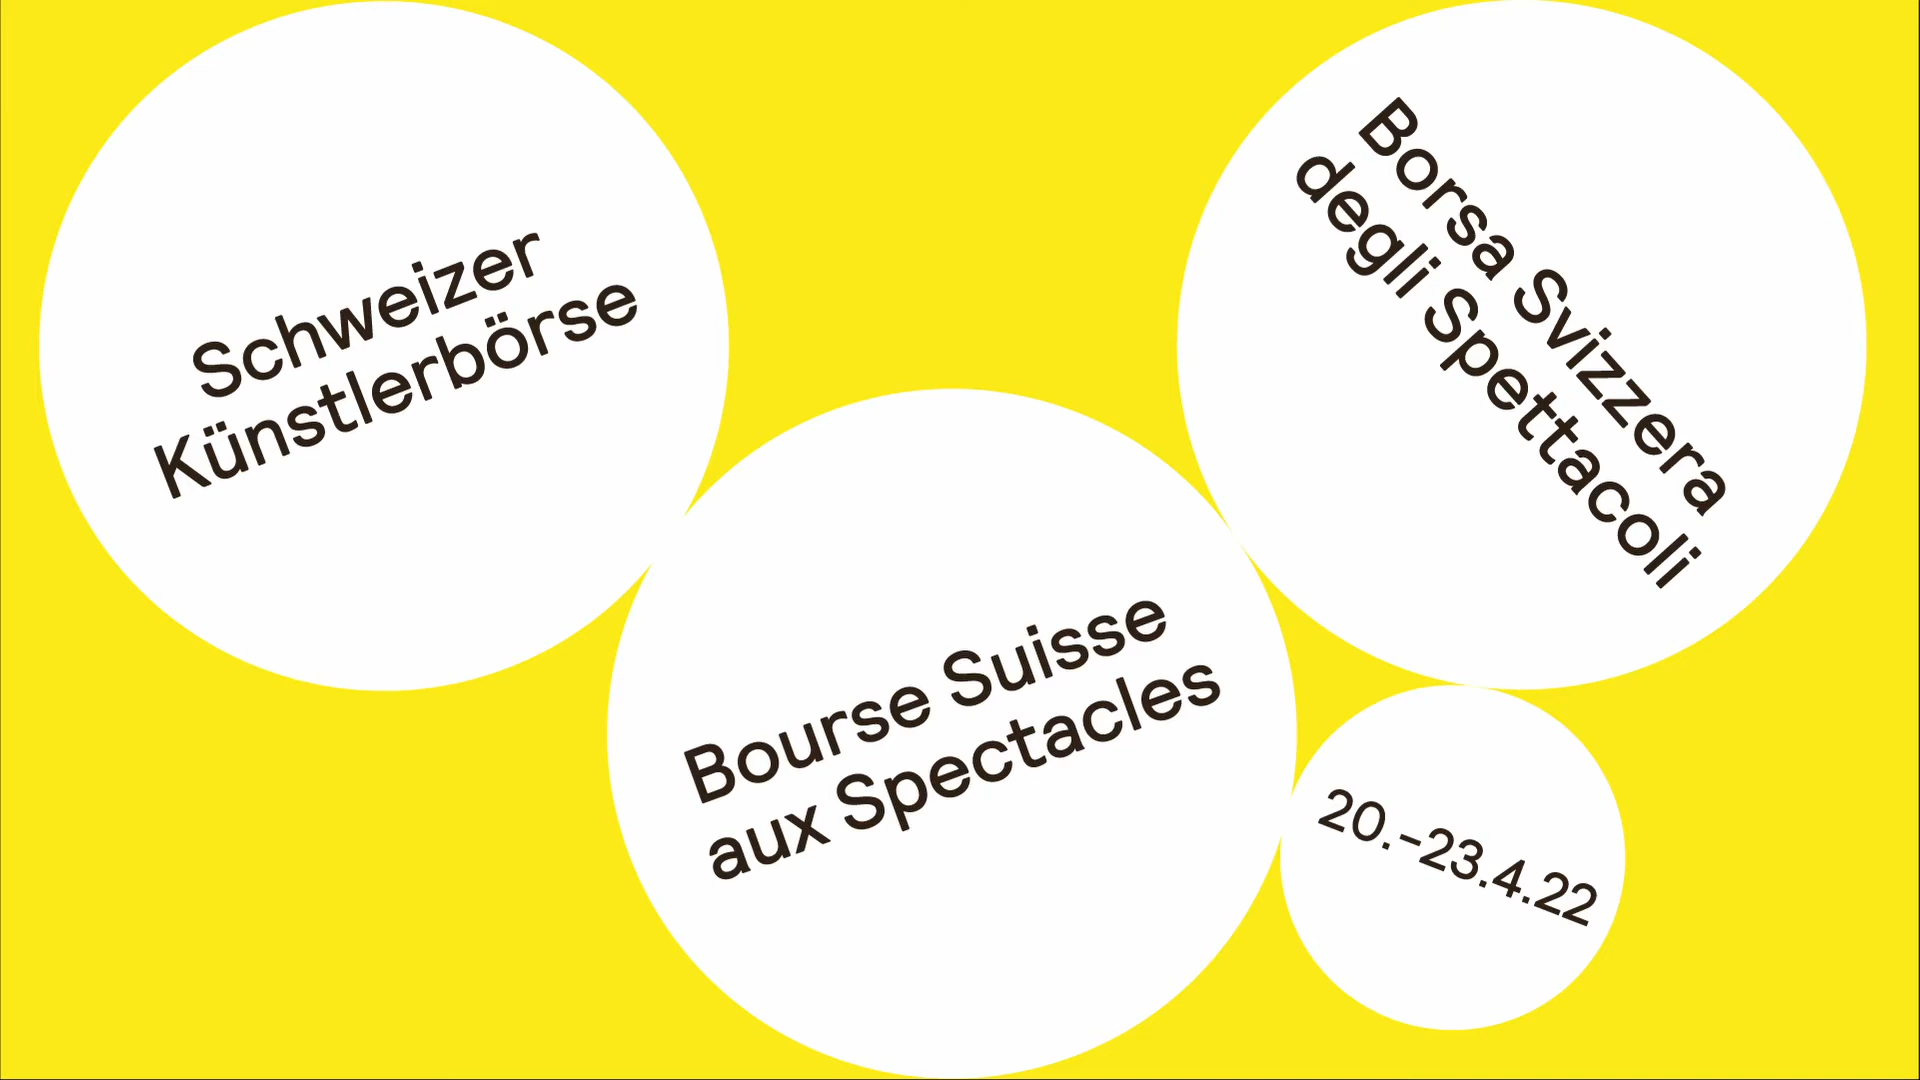 Schweizer
Künstlerbörse
Bourse Suisse
aux Spectacles
Borsa Svizzera
degli Spettacoli
20.-23.4.22